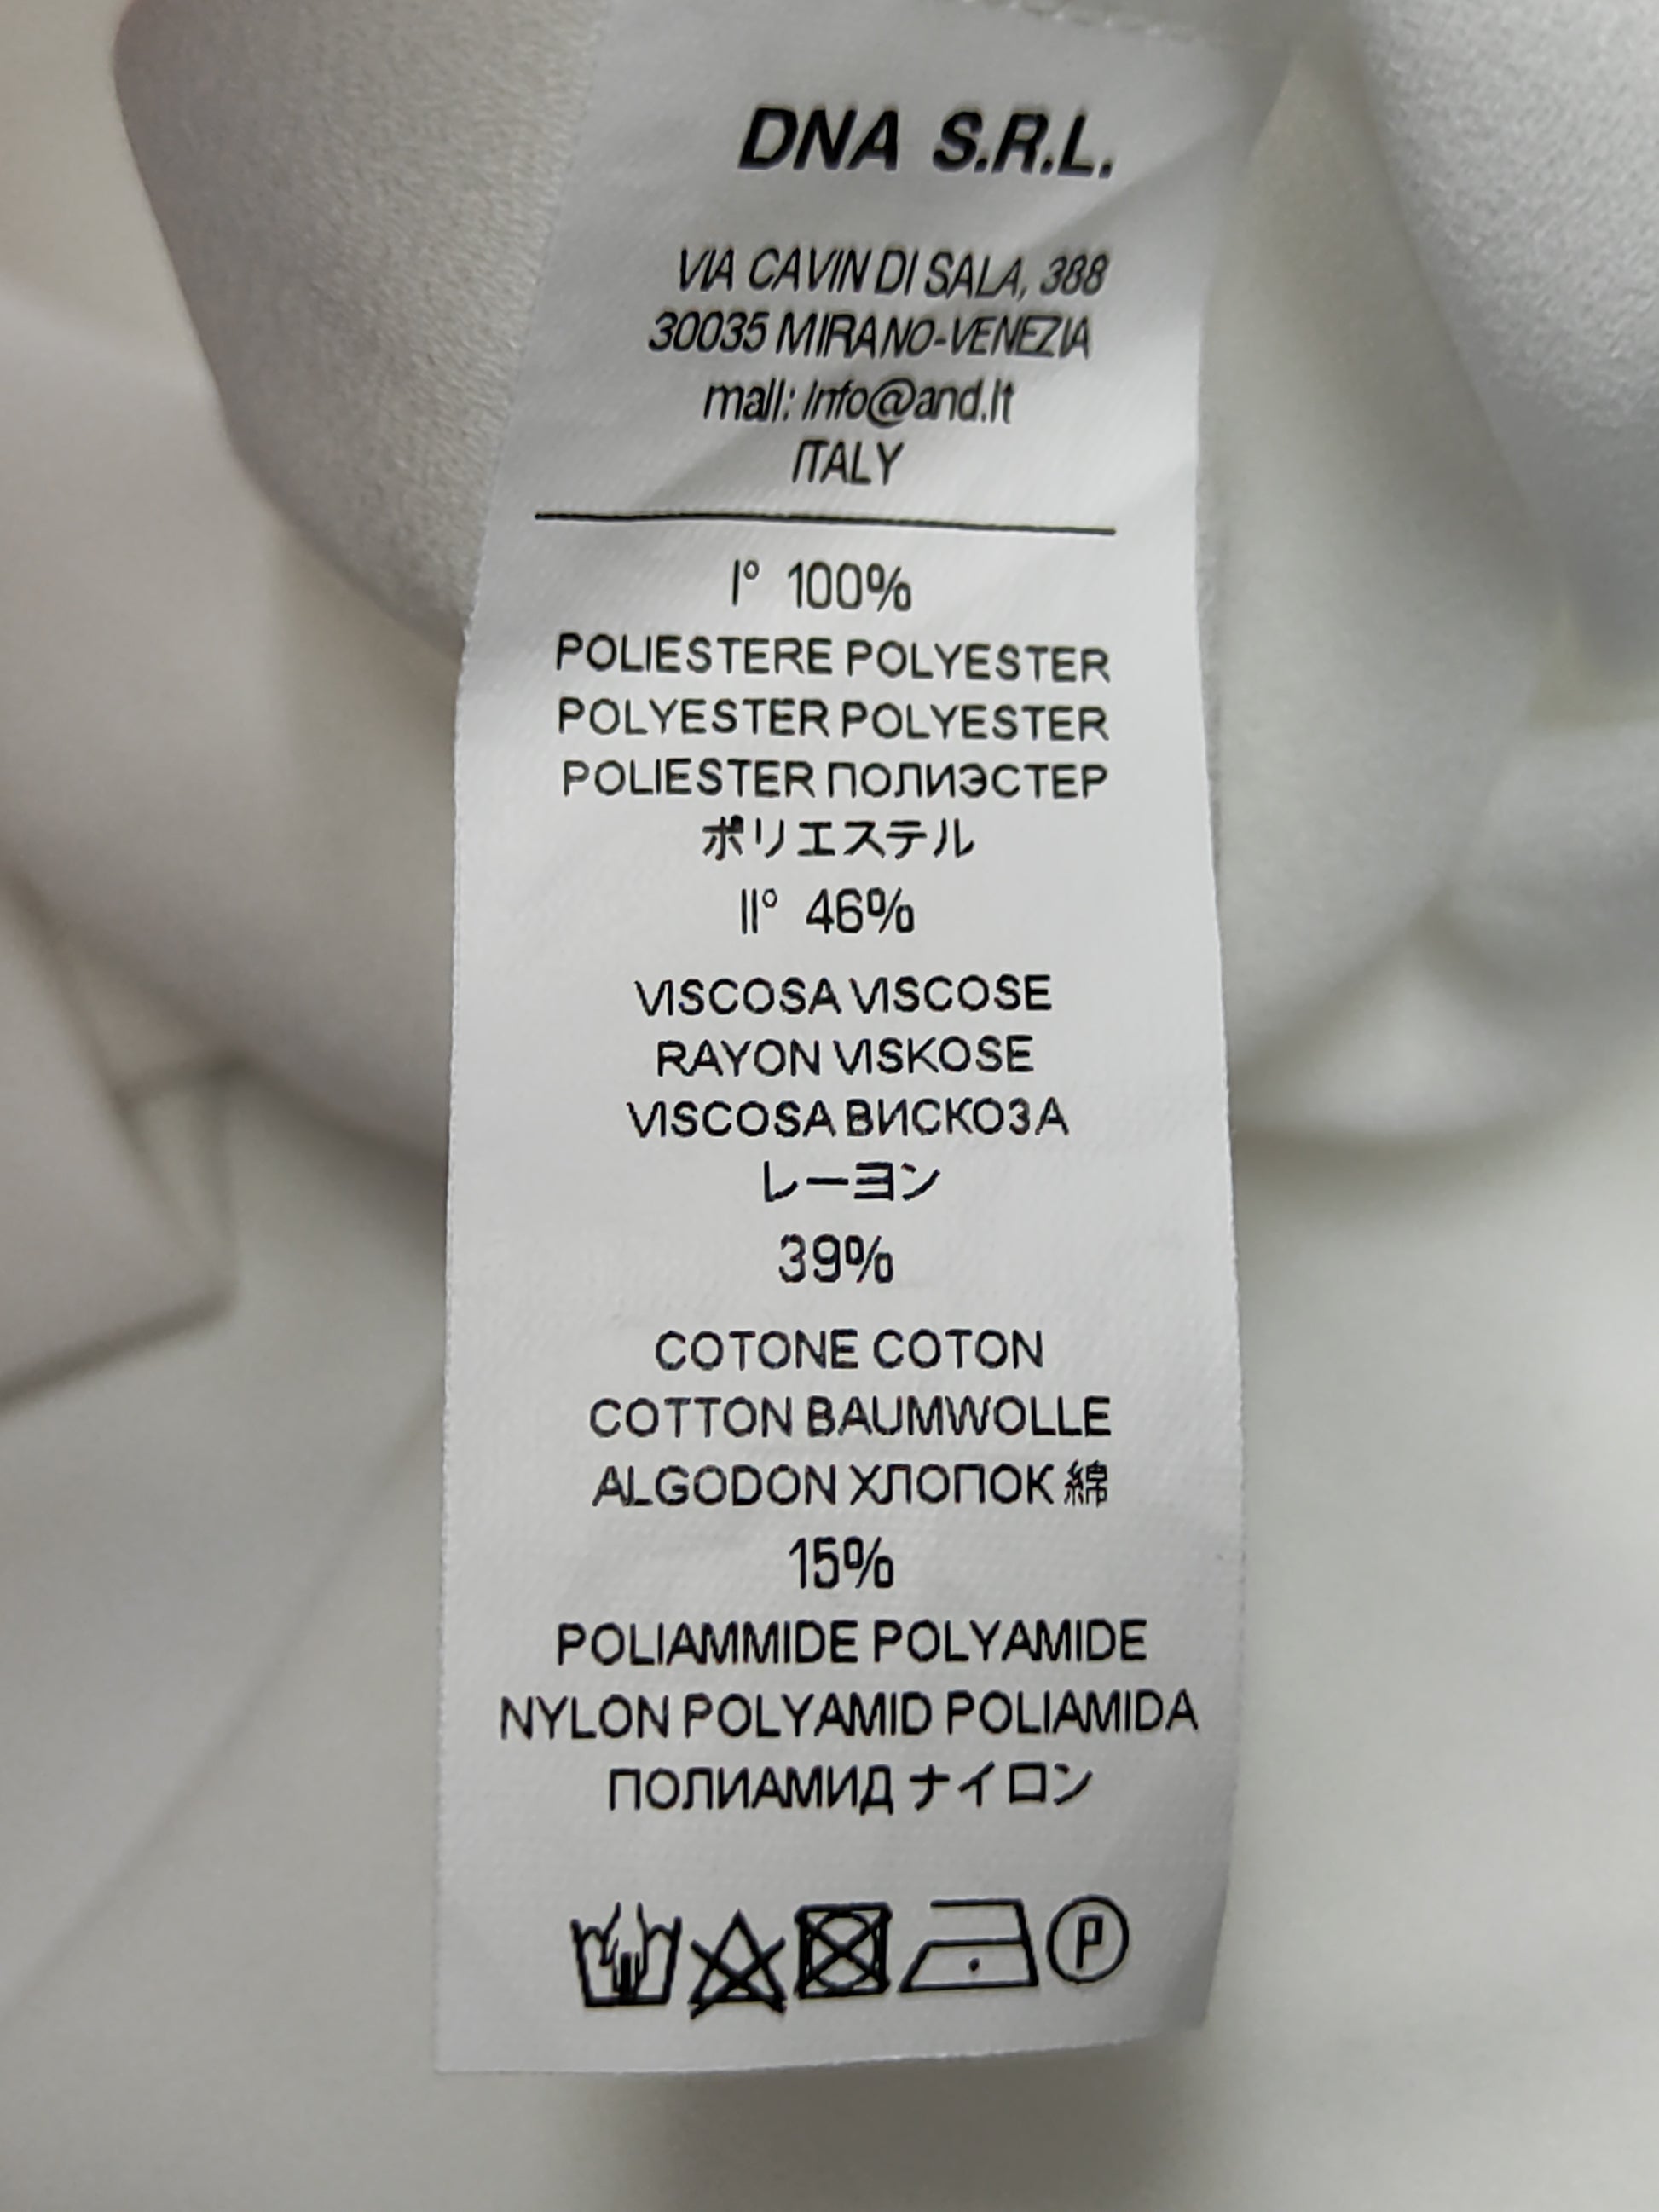 DNA S.R.L.
VIA CAVIN DI SALA, 388
30035 MIRANO-VENEZIA
mail: info@and.it
ITALY
I° 100%
POLIESTERE POLYESTER
POLYESTER POLYESTER
POLIESTER ПОЛИЭСТЕР
ポリエステル
II° 46%
VISCOSA VISCOSE
RAYON VISKOSE
VISCOSA ВИСКОЗА
レーヨン
39%
COTONE COTON
COTTON BAUMWOLLE
ALGODON ХЛОПОК 綿
15%
POLIAMMIDE POLYAMIDE
NYLON POLYAMID POLIAMIDA
ПОЛИАМИД ナイロン
P